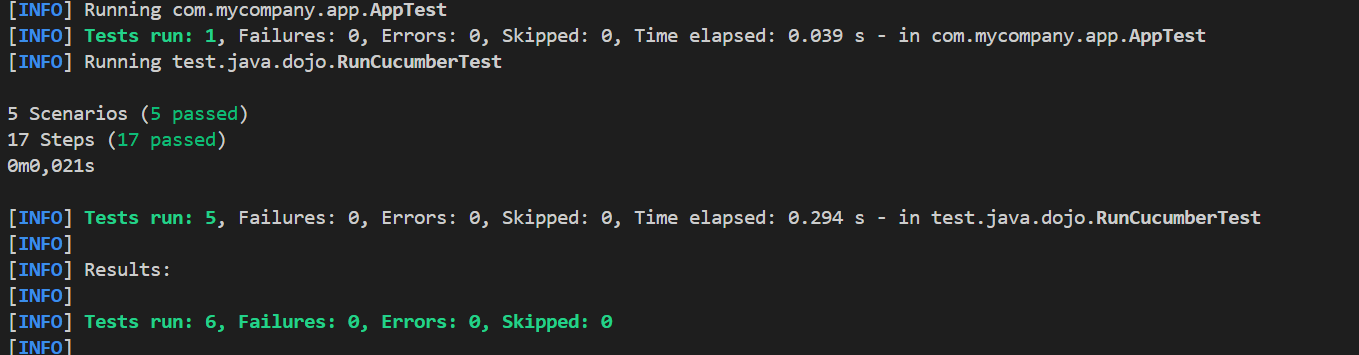 [INFO] Running com.mycompany.app.AppTest
[INFO] Tests run: 1, Failures: 0, Errors: 0, Skipped: 0, Time elapsed: 0.039 s - in com.mycompany.app.AppTest
[INFO] Running test.java.dojo.RunCucumberTest
5 Scenarios (5 passed)
17 Steps (17 passed)
0m0,021s
[INFO] Tests run: 5, Failures: 0, Errors: 0, Skipped: 0, Time elapsed: 0.294 s - in test.java.dojo.RunCucumberTest
[INFO]
[INFO] Results:
[INFO]
[INFO] Tests run: 6, Failures: 0, Errors: 0, Skipped: 0
[INFO]